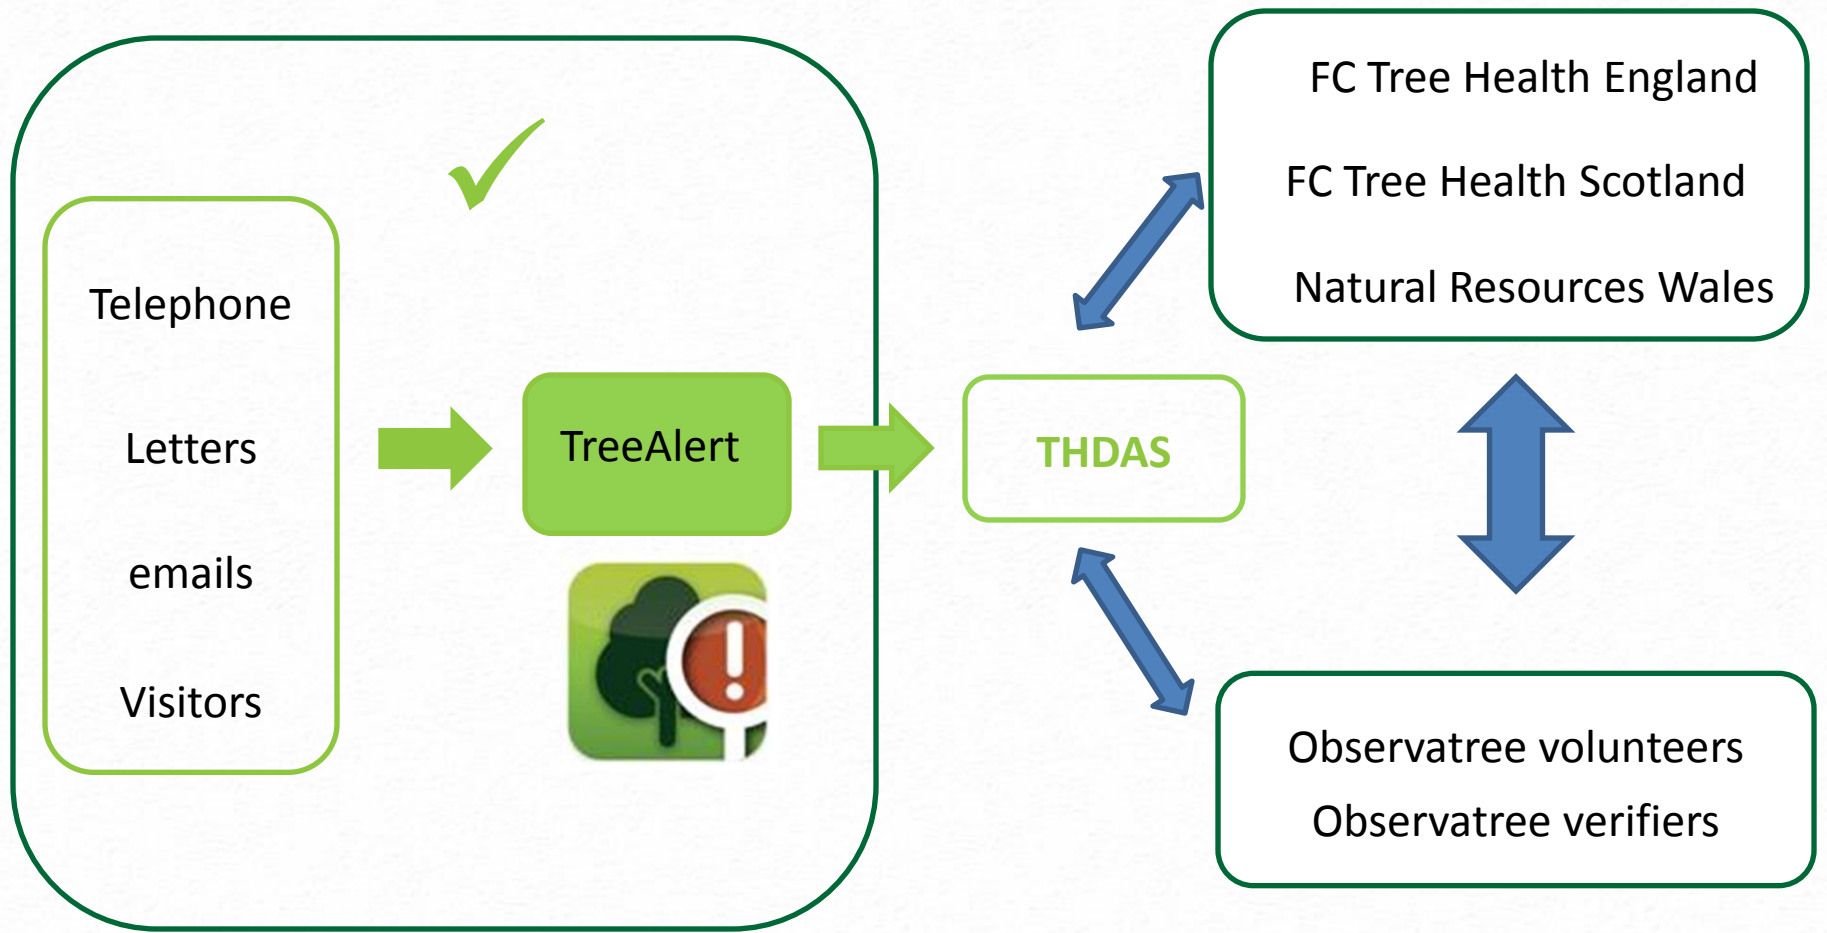 Telephone
Letters
emails
Visitors
TreeAlert
THDAS
FC Tree Health England
FC Tree Health Scotland
Natural Resources Wales
Observatree volunteers
Observatree verifiers